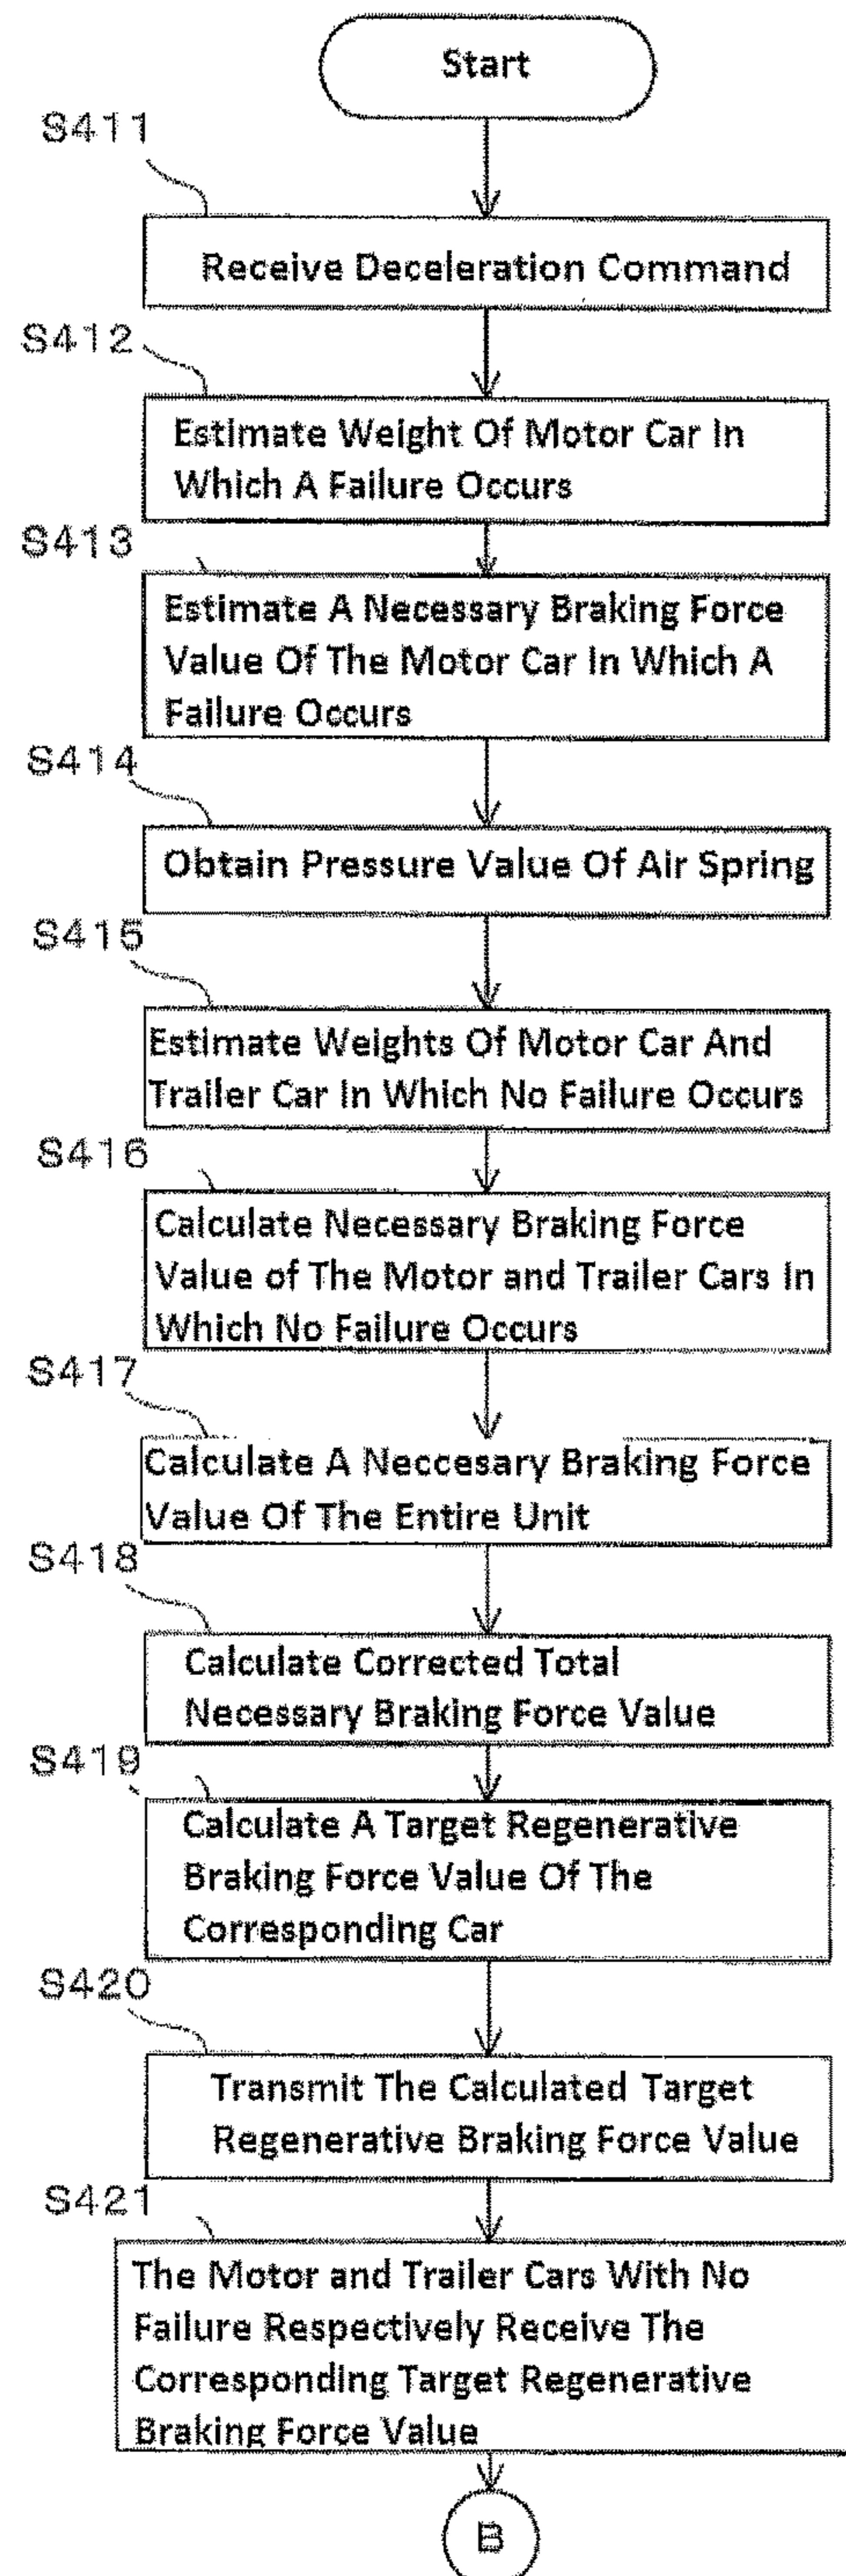 Start
S411
Receive Deceleration Command
S412
Estimate Weight Of Motor Car In
Which A Failure Occurs
S413
Estimate A Necessary Braking Force
Value Of The Motor Car In Which A
Failure Occurs
S414
Obtain Pressure Value Of Air Spring
S415
Estimate Weights Of Motor Car And
Trailer Car In Which No Failure Occurs
S416
Calculate Necessary Braking Force
Value of The Motor and Trailer Cars In
Which No Failure Occurs
S417
Calculate A Neccesary Braking Force
Value Of The Entire Unit
S418
Calculate Corrected Total
Necessary Braking Force Value
S419
Calculate A Target Regenerative
Braking Force Value Of The
Corresponding Car
S420
Transmit The Calculated Target
Regenerative Braking Force Value
S421
The Motor and Trailer Cars With No
Failure Respectively Receive The
Corresponding Target Regenerative
Braking Force Value
B